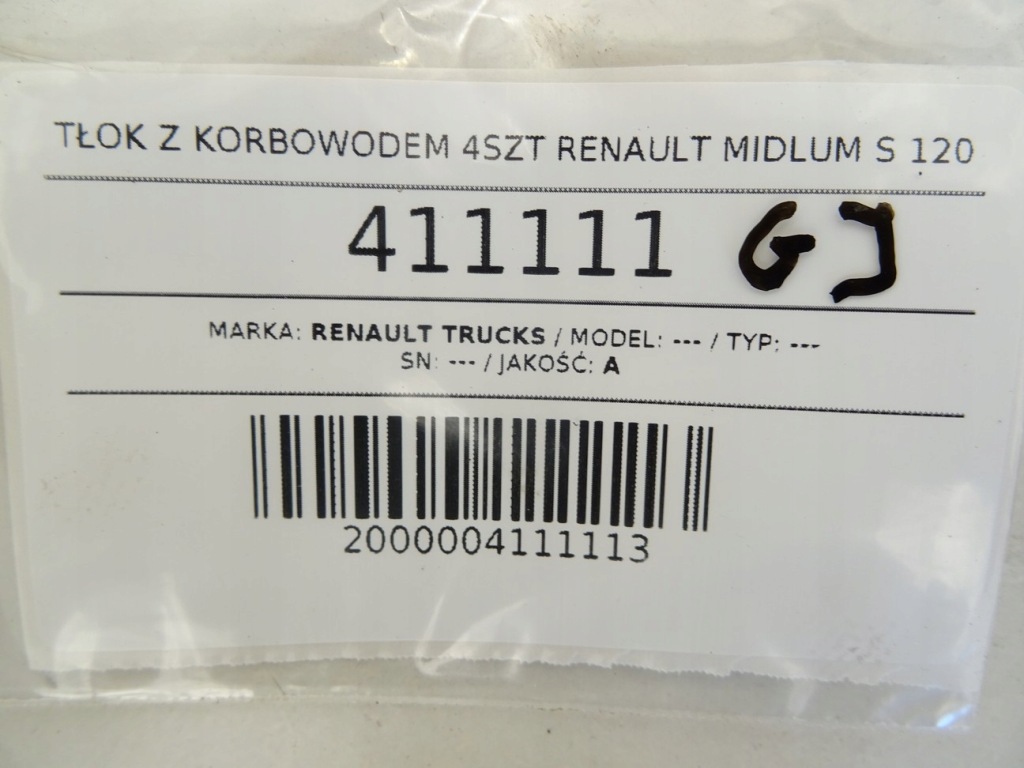 TŁOK Z KORBOWODEM 4SZT RENAULT MIDLUM S 120
411111 GJ
MARKA: RENAULT TRUCKS / MODEL: --- / TYP: ---
SN: --- / JAKOŚĆ: A
2000004111113